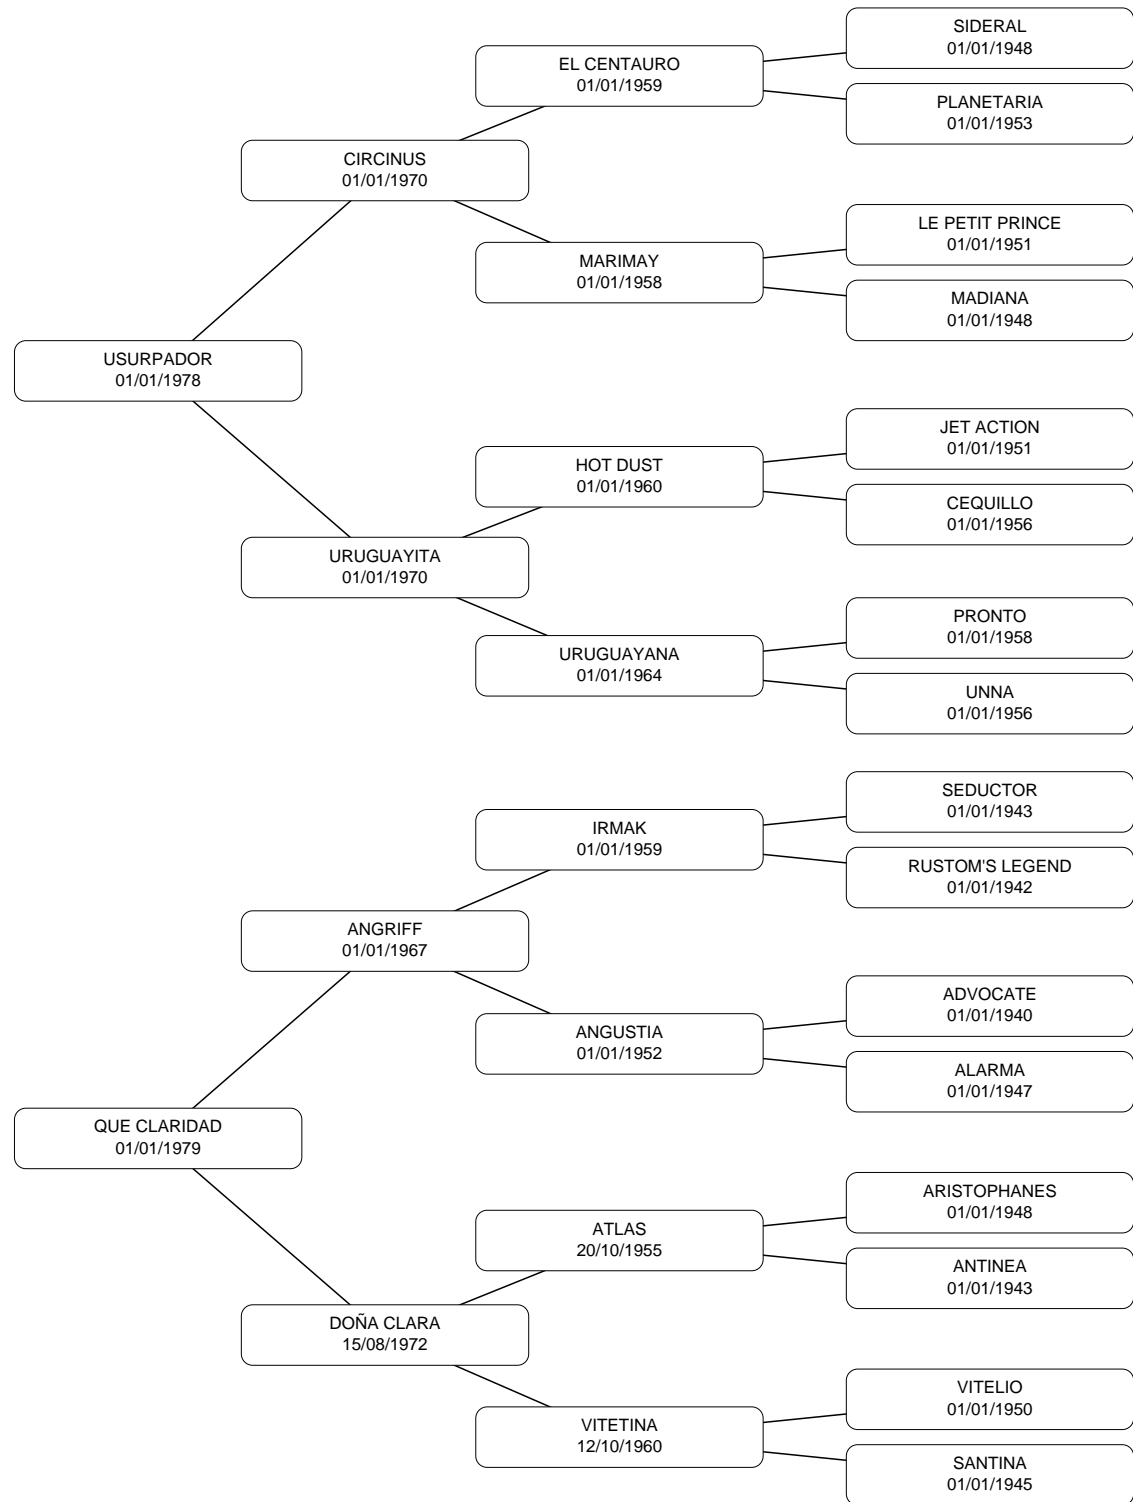 SIDERAL
01/01/1948
EL CENTAURO
01/01/1959
PLANETARIA
01/01/1953
CIRCINUS
01/01/1970
LE PETIT PRINCE
01/01/1951
MARIMAY
01/01/1958
MADIANA
01/01/1948
USURPADOR
01/01/1978
JET ACTION
01/01/1951
HOT DUST
01/01/1960
CEQUILLO
01/01/1956
URUGUAYITA
01/01/1970
PRONTO
01/01/1958
URUGUAYANA
01/01/1964
UNNA
01/01/1956
SEDUCTOR
01/01/1943
IRMAK
01/01/1959
RUSTOM'S LEGEND
01/01/1942
ANGRIFF
01/01/1967
ADVOCATE
01/01/1940
ANGUSTIA
01/01/1952
ALARMA
01/01/1947
QUE CLARIDAD
01/01/1979
ARISTOPHANES
01/01/1948
ATLAS
20/10/1955
ANTINEA
01/01/1943
DOÑA CLARA
15/08/1972
VITELIO
01/01/1950
VITETINA
12/10/1960
SANTINA
01/01/1945